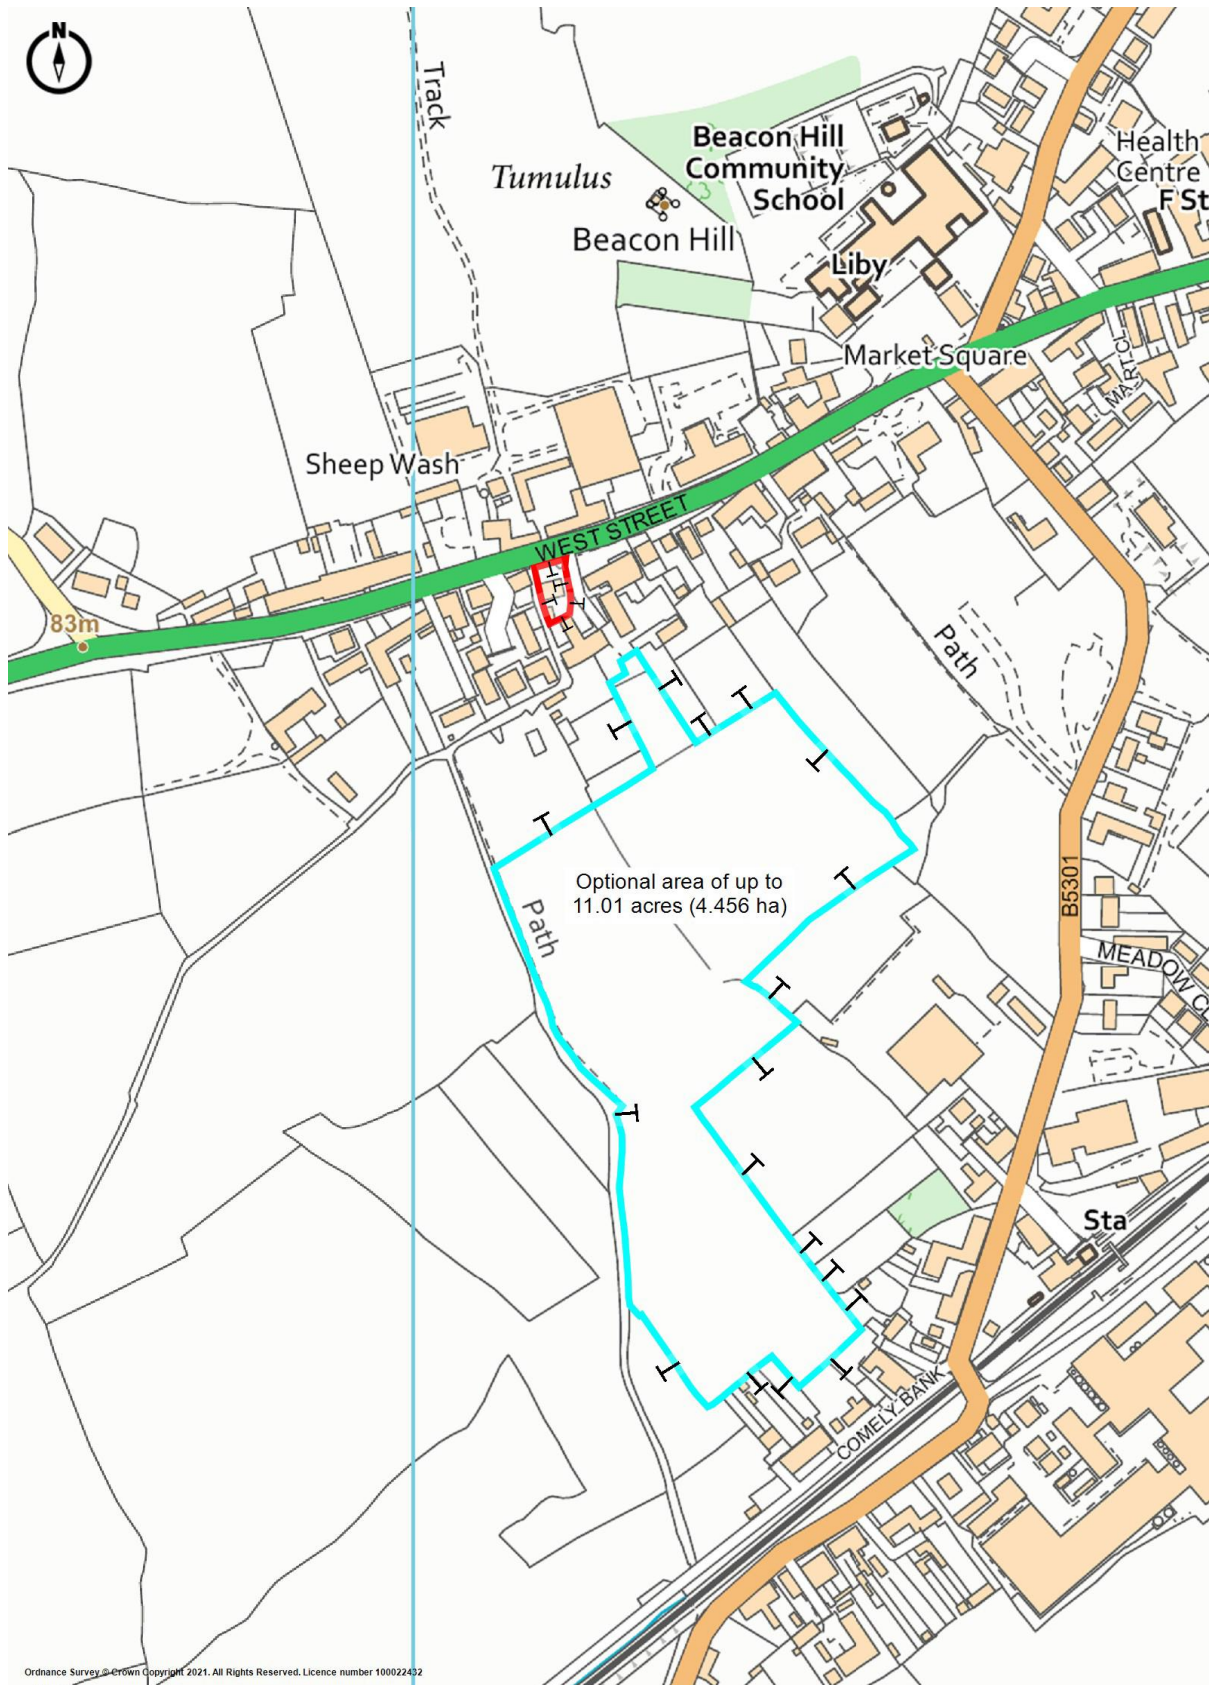 N
Track
Beacon Hill
Community
School
Health
Centre
F St
Tumulus
Beacon Hill
Liby
Market Square
MART CL
Sheep Wash
WEST STREET
83m
Path
Optional area of up to
11.01 acres (4.456 ha)
Path
B5301
MEADOW CL
Sta
COMELY BANK
Ordnance Survey © Crown Copyright 2021. All Rights Reserved. Licence number 100022432